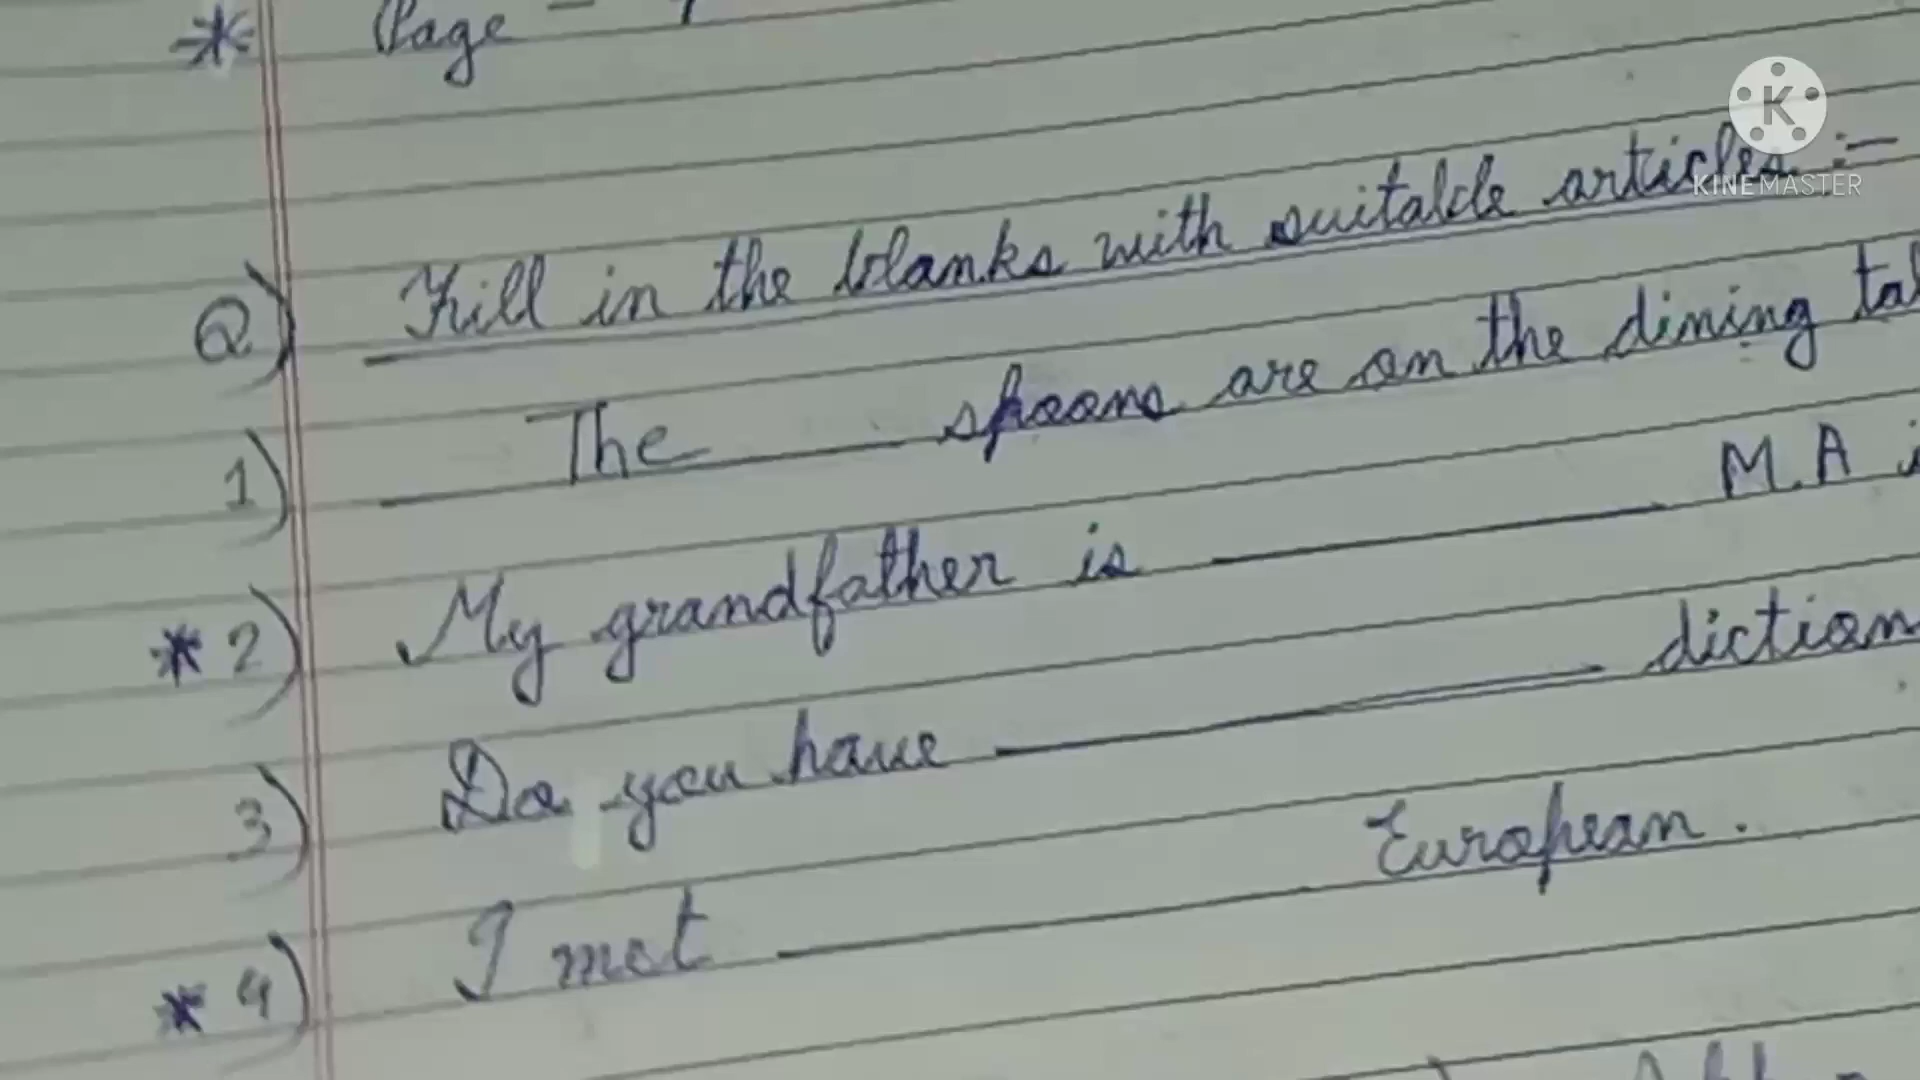 * Page -
K
KINEMASTER
Q) Fill in the blanks with suitable articles :-
1) The spoons are on the dining
*2) My grandfather is M.A
3) Do you have
*4) I met European.